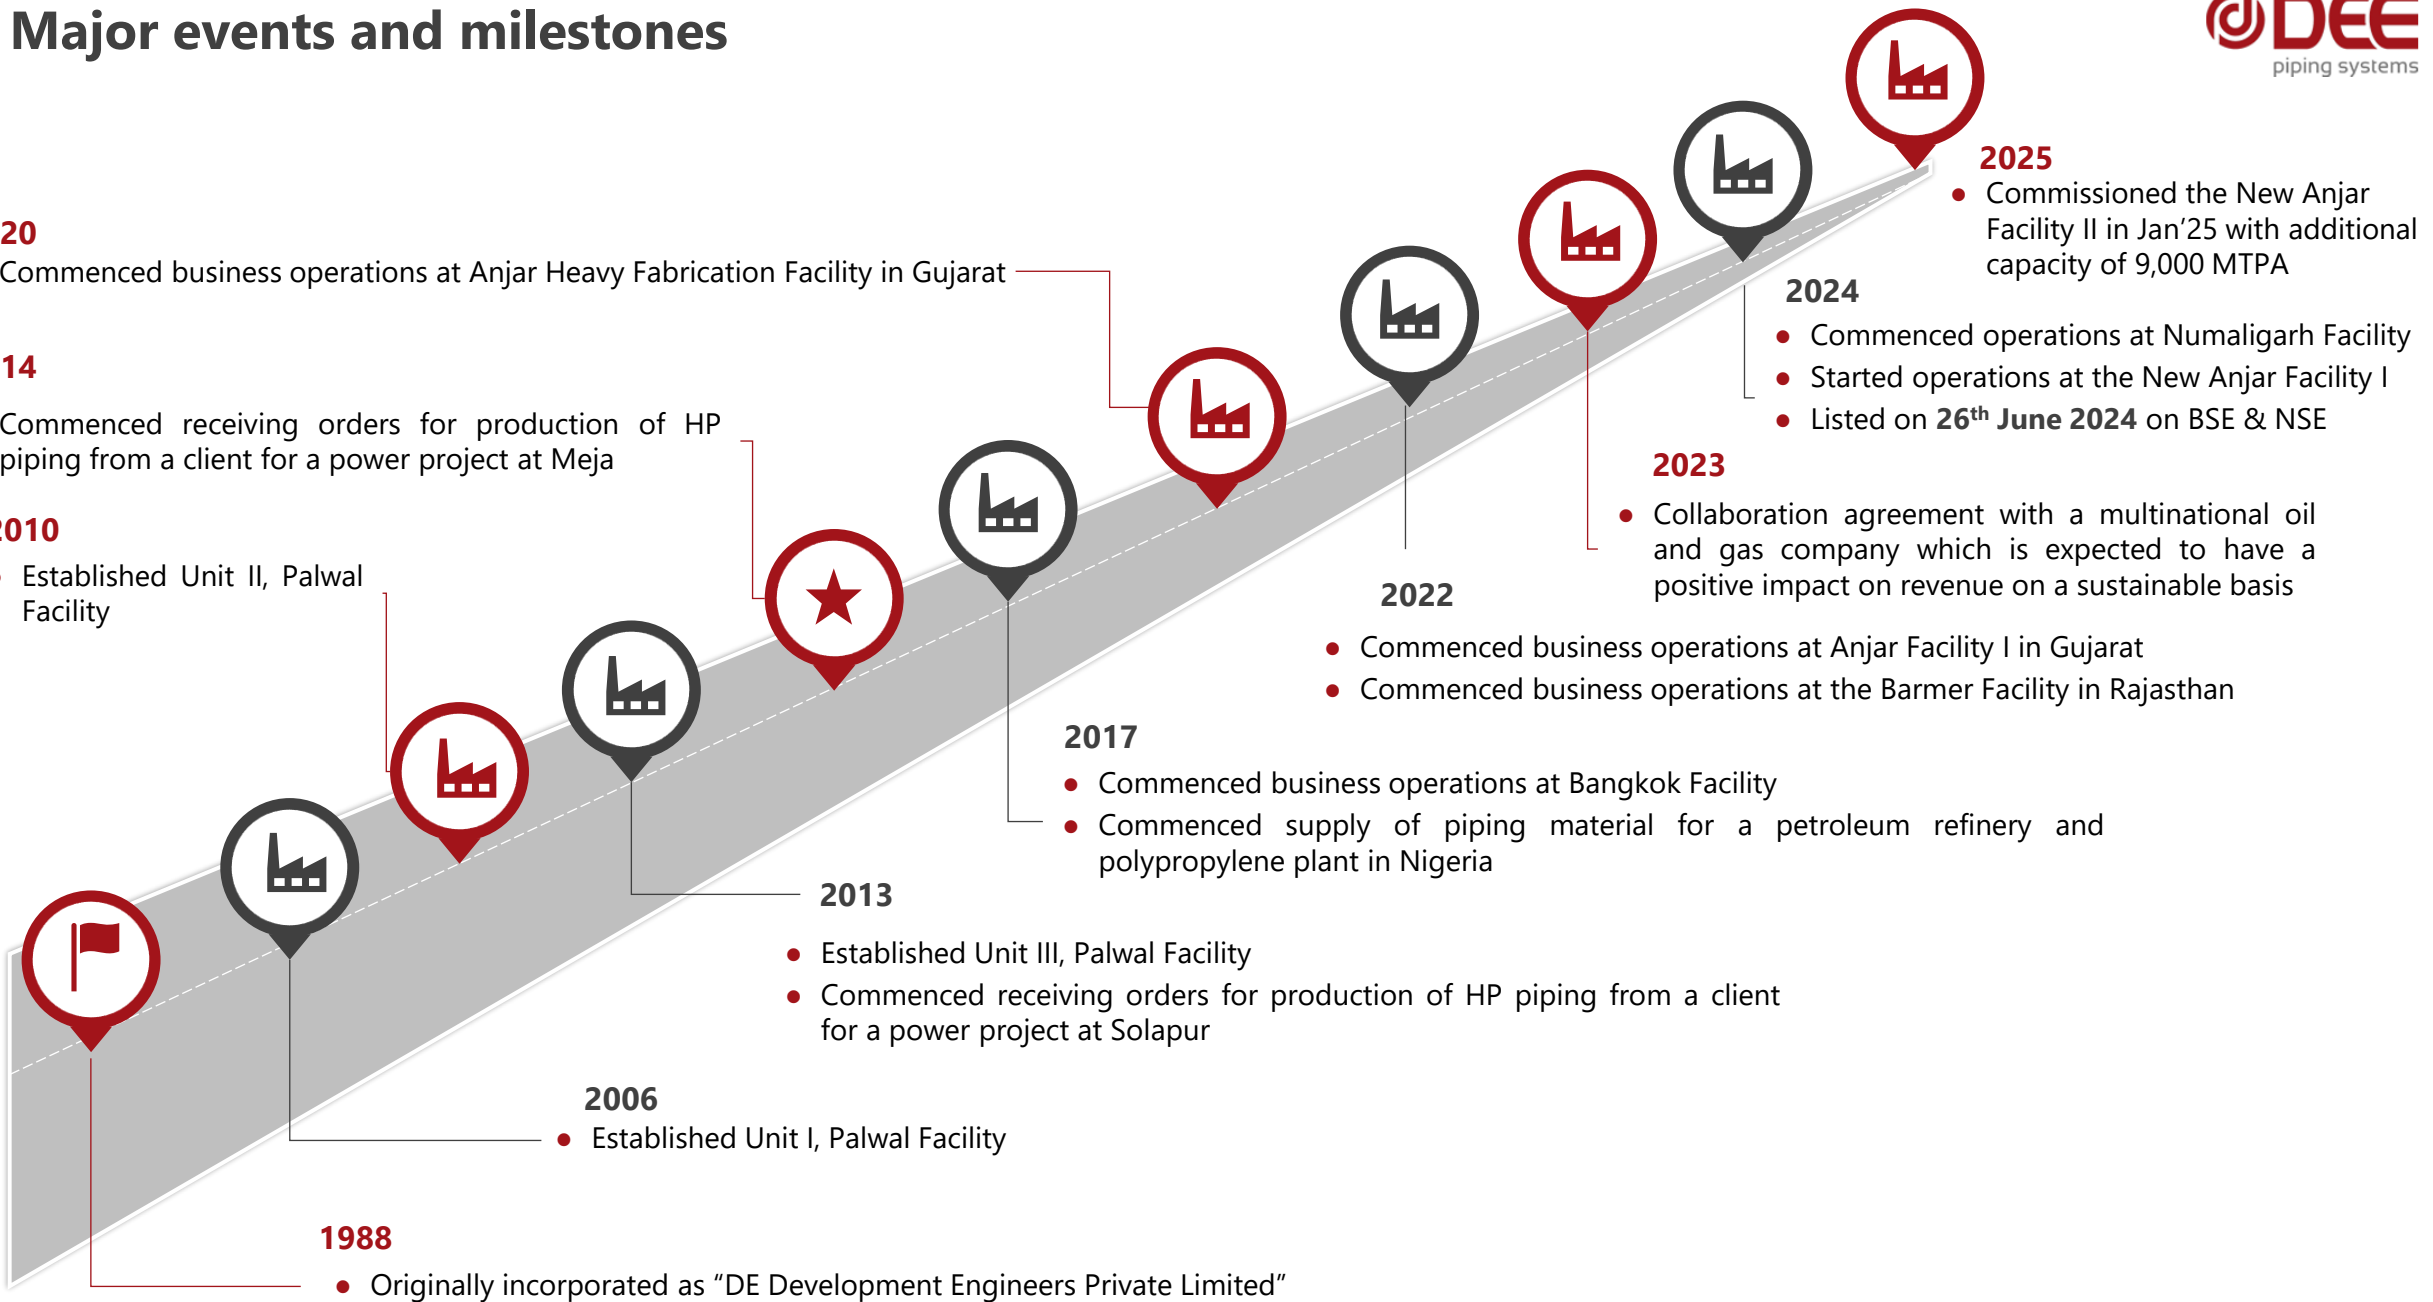 Major events and milestones
DEE
piping systems
20
Commenced business operations at Anjar Heavy Fabrication Facility in Gujarat
14
Commenced receiving orders for production of HP
piping from a client for a power project at Meja
2010
Established Unit II, Palwal
Facility
2025
Commissioned the New Anjar
Facility II in Jan’25 with additional
capacity of 9,000 MTPA
2024
Commenced operations at Numaligarh Facility
Started operations at the New Anjar Facility I
Listed on 26th June 2024 on BSE & NSE
2023
Collaboration agreement with a multinational oil
and gas company which is expected to have a
positive impact on revenue on a sustainable basis
2022
Commenced business operations at Anjar Facility I in Gujarat
Commenced business operations at the Barmer Facility in Rajasthan
2017
Commenced business operations at Bangkok Facility
Commenced supply of piping material for a petroleum refinery and
polypropylene plant in Nigeria
2013
Established Unit III, Palwal Facility
Commenced receiving orders for production of HP piping from a client
for a power project at Solapur
2006
Established Unit I, Palwal Facility
1988
Originally incorporated as “DE Development Engineers Private Limited”